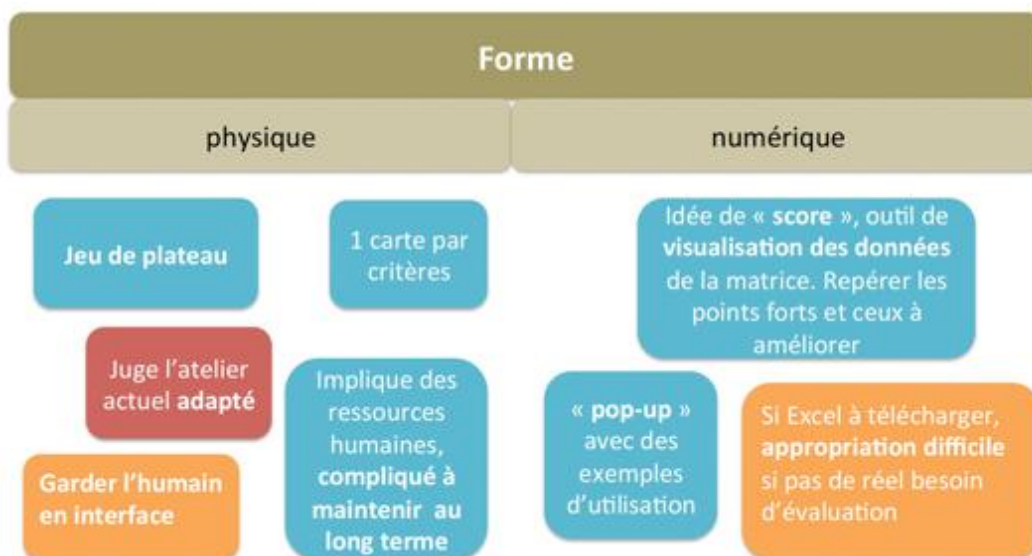 Forme
physique
numérique
Jeu de plateau
1 carte par
critères
Idée de « score », outil de
visualisation des données
de la matrice. Repérer les
points forts et ceux à
améliorer
Juge l’atelier
actuel adapté
Implique des
ressources
humaines,
compliqué à
maintenir au
long terme
« pop-up »
avec des
exemples
d’utilisation
Si Excel à télécharger,
appropriation difficile
si pas de réel besoin
d’évaluation
Garder l’humain
en interface